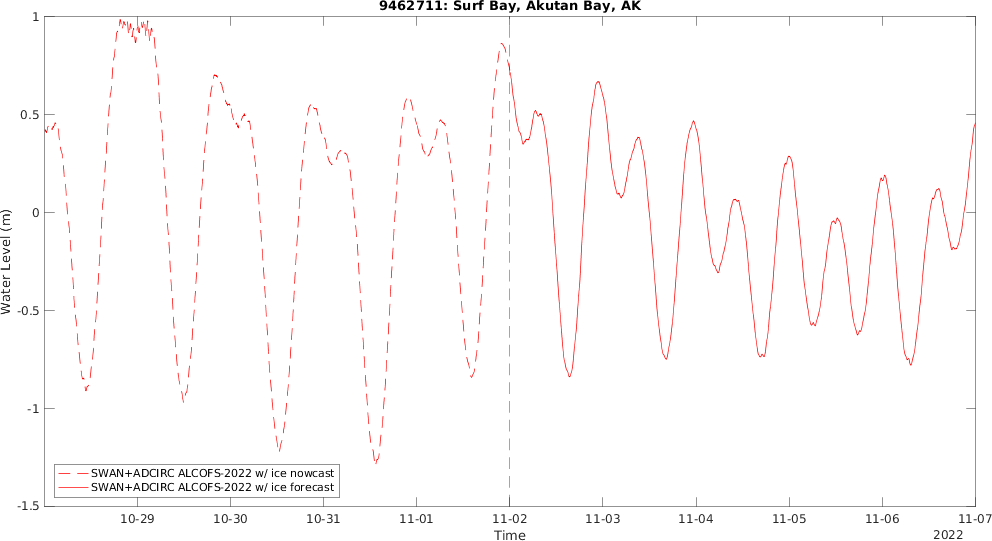 9462711: Surf Bay, Akutan Bay, AK
1
0.5
0
-0.5
-1
-1.5
Water Level (m)
SWAN+ADCIRC ALCOFS-2022 w/ ice nowcast
SWAN+ADCIRC ALCOFS-2022 w/ ice forecast
10-29 10-30 10-31 11-01 11-02 11-03 11-04 11-05 11-06 11-07
Time
2022